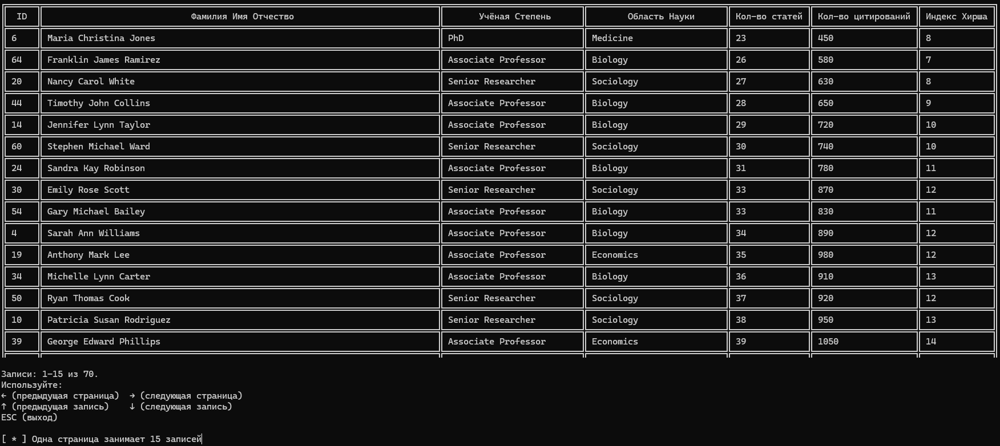 ID Фамилия Имя Отчество Учёная Степень Область Науки Кол-во статей Кол-во цитирований Индекс Хирша
6 Maria Christina Jones PhD Medicine 23 450 8
64 Franklin James Ramirez Associate Professor Biology 26 580 7
20 Nancy Carol White Senior Researcher Sociology 27 630 8
44 Timothy John Collins Associate Professor Biology 28 650 9
14 Jennifer Lynn Taylor Associate Professor Biology 29 720 10
60 Stephen Michael Ward Senior Researcher Sociology 30 740 10
24 Sandra Kay Robinson Associate Professor Biology 31 780 11
30 Emily Rose Scott Senior Researcher Sociology 33 870 12
54 Gary Michael Bailey Associate Professor Biology 33 830 11
4 Sarah Ann Williams Associate Professor Biology 34 890 12
19 Anthony Mark Lee Associate Professor Economics 35 980 12
34 Michelle Lynn Carter Associate Professor Biology 36 910 13
50 Ryan Thomas Cook Senior Researcher Sociology 37 920 12
10 Patricia Susan Rodriguez Senior Researcher Sociology 38 950 13
39 George Edward Phillips Associate Professor Economics 39 1050 14
Записи: 1-15 из 70.
Используйте:
← (предыдущая страница) → (следующая страница)
↑ (предыдущая запись) ↓ (следующая запись)
ESC (выход)
[ * ] Одна страница занимает 15 записей